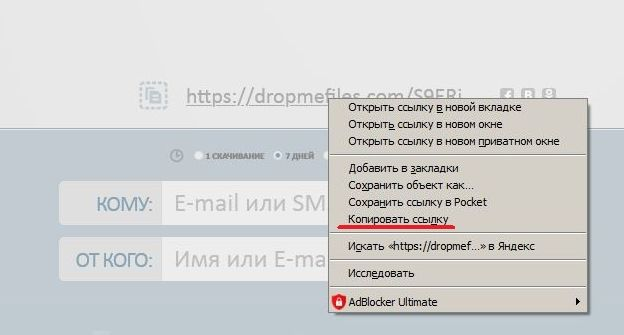 https://dropmefiles.com/S9ERi
Открыть ссылку в новой вкладке
Открыть ссылку в новом окне
Открыть ссылку в новом приватном окне
1 СКАЧИВАНИЕ 7 ДНЕЙ
Добавить в закладки
Сохранить объект как...
Сохранить ссылку в Pocket
Копировать ссылку
КОМУ: E-mail или SM
Искать «https://dropmef...» в Яндекс
ОТ КОГО: Имя или E-ma
Исследовать
AdBlocker Ultimate